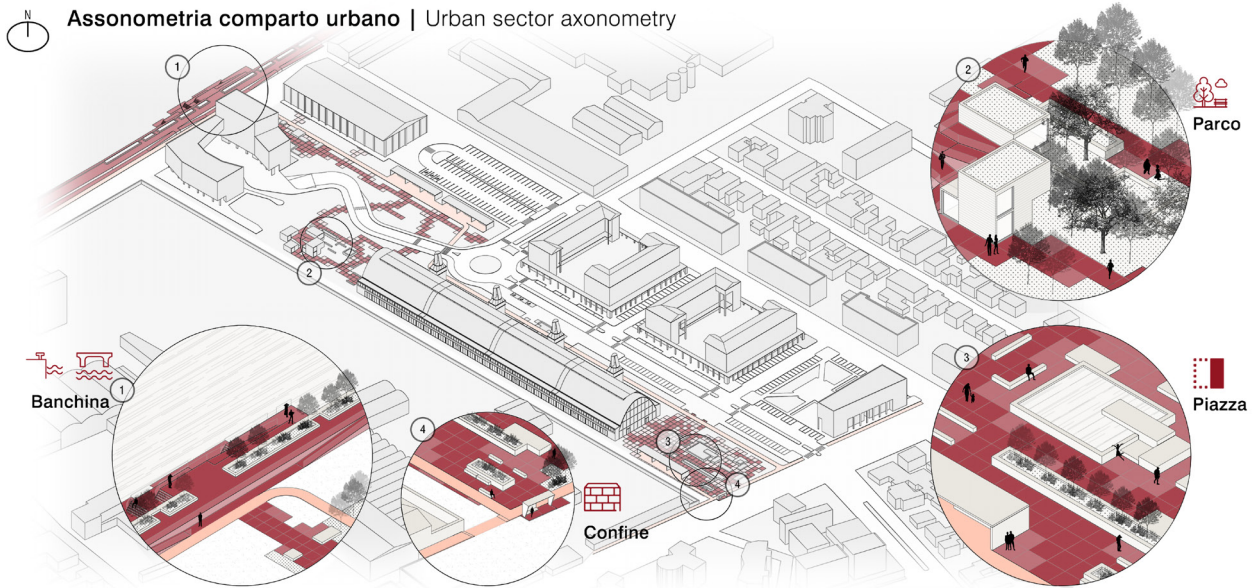 N
Assonometria comparto urbano | Urban sector axonometry
1
2
Parco
2
3
Piazza
Banchina
1
4
Confine
3
4